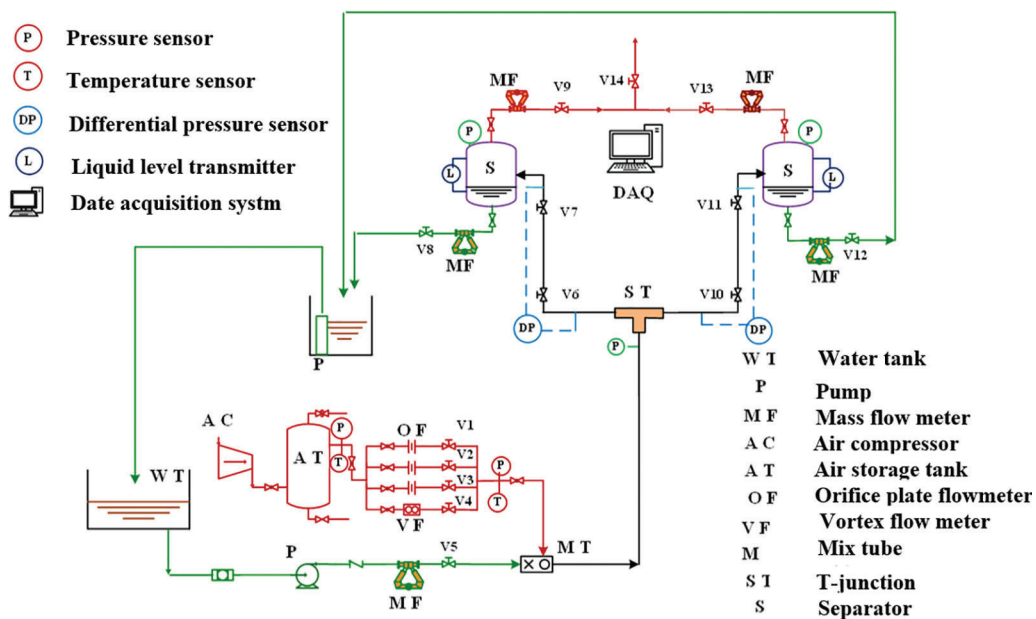 P Pressure sensor
T Temperature sensor
DP Differential pressure sensor
L Liquid level transmitter
Date acquisition systm
MF V9 V14 V13 MF
P P
S S
L L
DAQ
V7 V11
V8 MF
V12
MF
V6 S T V10
DP DP
P
P
W T Water tank
P Pump
M F Mass flow meter
A C Air compressor
A T Air storage tank
O F Orifice plate flowmeter
V F Vortex flow meter
M Mix tube
S T T-junction
S Separator
A C
P
T
A T
O F
V1
V2
V3
V4
V F
P
T
W T
P
M F
V5
M T